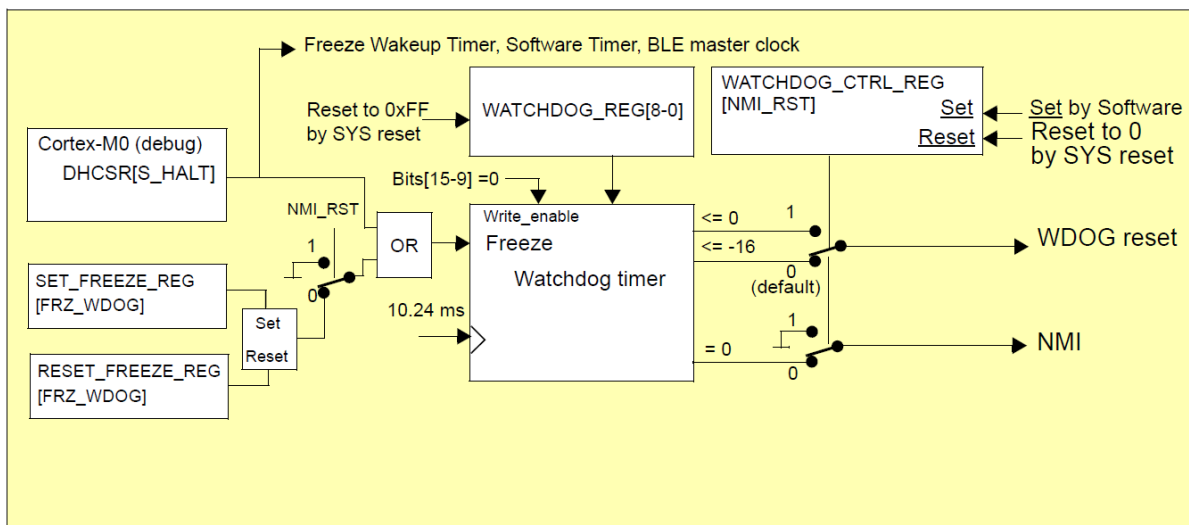 Freeze Wakeup Timer, Software Timer, BLE master clock
WATCHDOG_CTRL_REG
[NMI_RST]
Set
Reset
Set by Software
Reset to 0
by SYS reset
Reset to 0xFF
by SYS reset
WATCHDOG_REG[8-0]
Cortex-M0 (debug)
DHCSR[S_HALT]
Bits[15-9] =0
NMI_RST
1
0
OR
Write_enable
Freeze
Watchdog timer
<= 0
<= -16
1
0
(default)
WDOG reset
SET_FREEZE_REG
[FRZ_WDOG]
Set
Reset
10.24 ms
= 0
1
0
NMI
RESET_FREEZE_REG
[FRZ_WDOG]